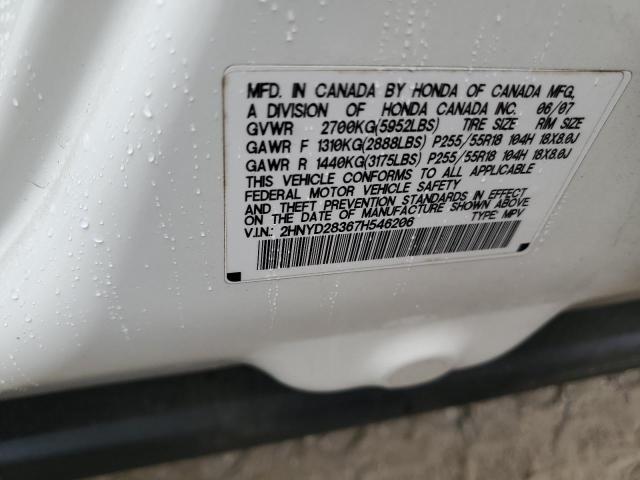 MFD. IN CANADA BY HONDA OF CANADA MFG.,
A DIVISION OF HONDA CANADA INC. 06/07
GVWR 2700KG(5952LBS) TIRE SIZE RIM SIZE
GAWR F 1310KG(2888LBS) P255/55R18 104H 18X8.0J
GAWR R 1440KG(3175LBS) P255/55R18 104H 18X8.0J
THIS VEHICLE CONFORMS TO ALL APPLICABLE
FEDERAL MOTOR VEHICLE SAFETY
AND THEFT PREVENTION STANDARDS IN EFFECT
ON THE DATE OF MANUFACTURE SHOWN ABOVE.
V.I.N.: 2HNYD28367H546206 TYPE: MPV